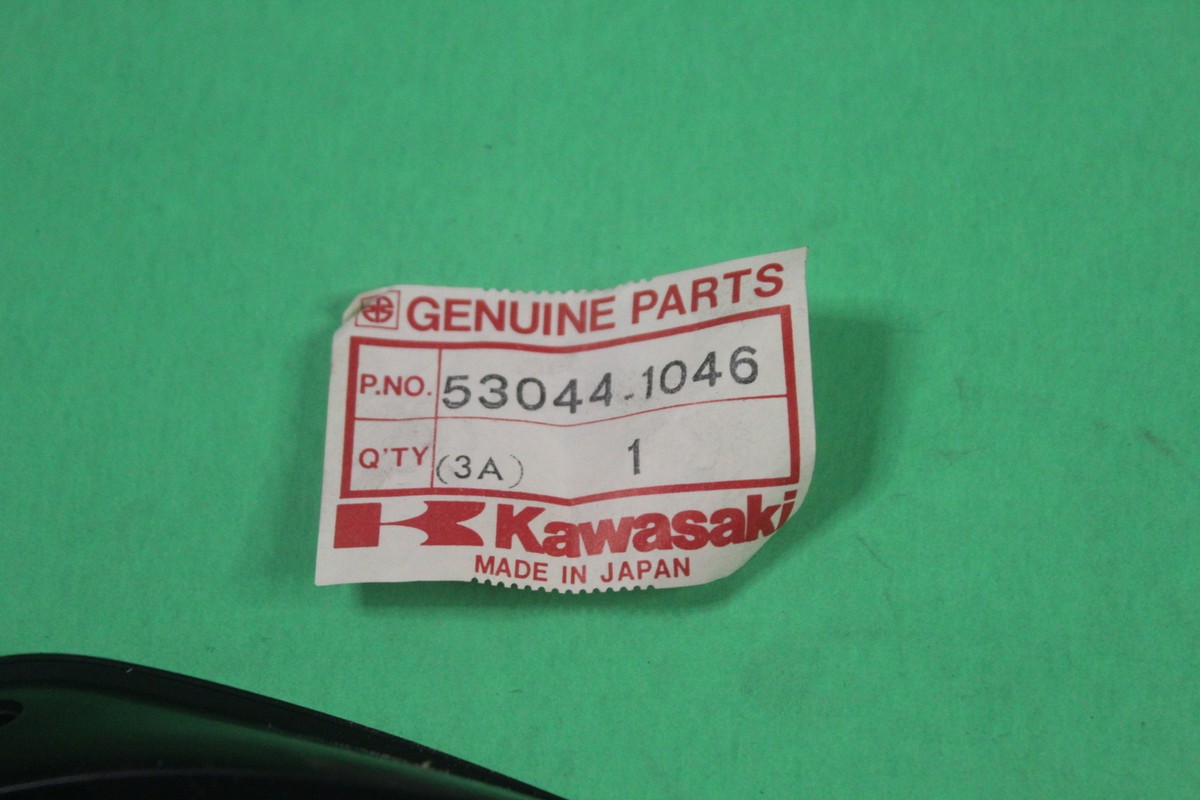 GENUINE PARTS
P.NO. 53044-1046
Q'TY (3A) 1
Kawasaki
MADE IN JAPAN